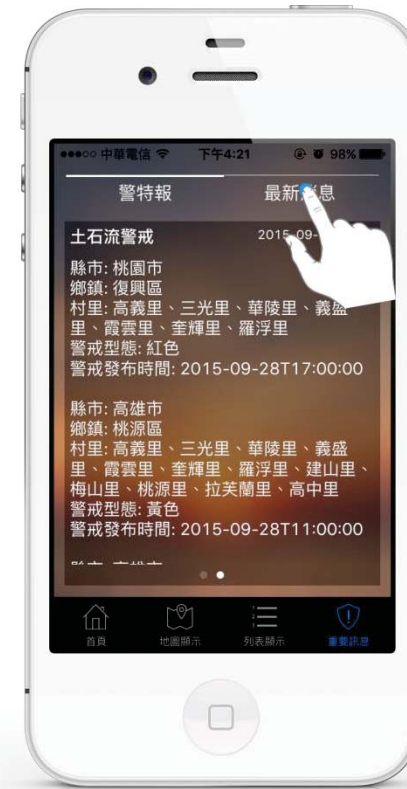 中華電信 下午4:21 98%
警特報 最新消息
土石流警戒 2015-09-
縣市: 桃園市
鄉鎮: 復興區
村里: 高義里、三光里、華陵里、義盛
里、霞雲里、奎輝里、羅浮里
警戒型態: 紅色
警戒發布時間: 2015-09-28T17:00:00
縣市: 高雄市
鄉鎮: 桃源區
村里: 高義里、三光里、華陵里、義盛
里、霞雲里、奎輝里、羅浮里、建山里、
梅山里、桃源里、拉芙蘭里、高中里
警戒型態: 黃色
警戒發布時間: 2015-09-28T11:00:00
首頁 地圖顯示 列表顯示 重要訊息